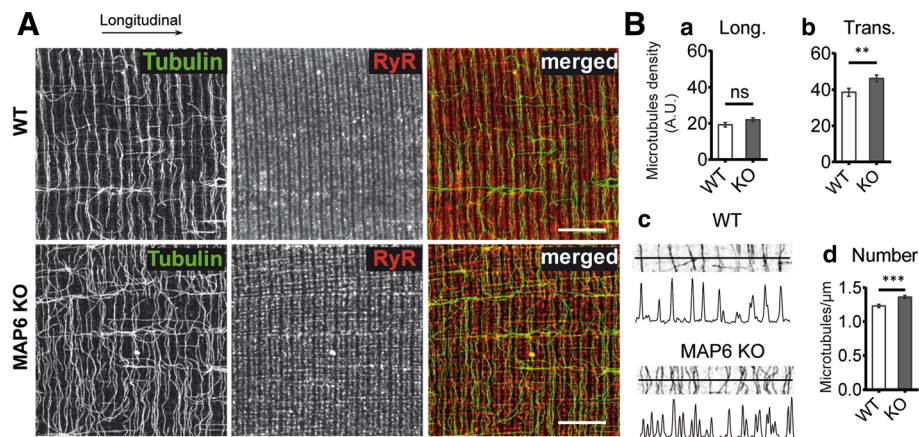 A
Longitudinal
WT
Tubulin
RyR
merged
MAP6 KO
Tubulin
RyR
merged
B
a Long.
Microtubules density
(A.U.)
60
40
20
0
ns
WT
KO
b Trans.
60
40
20
0
**
WT
KO
c
WT
MAP6 KO
d Number
Microtubules/µm
1.5
1.0
0.5
0.0
***
WT
KO